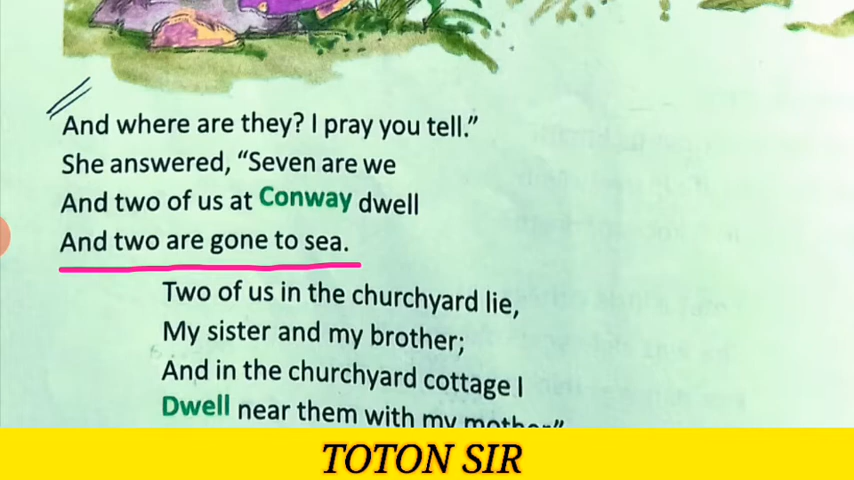 And where are they? I pray you tell.”
She answered, “Seven are we
And two of us at Conway dwell
And two are gone to sea.
Two of us in the churchyard lie,
My sister and my brother;
And in the churchyard cottage I
Dwell near them with my mother”
TOTON SIR